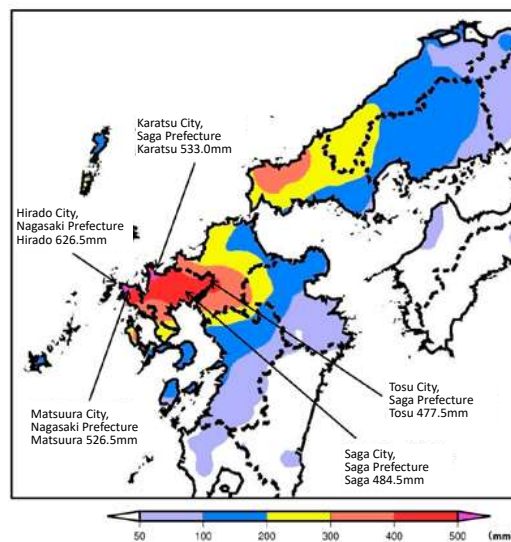 Karatsu City,
Saga Prefecture
Karatsu 533.0mm
Hirado City,
Nagasaki Prefecture
Hirado 626.5mm
Matsuura City,
Nagasaki Prefecture
Matsuura 526.5mm
Tosu City,
Saga Prefecture
Tosu 477.5mm
Saga City,
Saga Prefecture
Saga 484.5mm
50 100 200 300 400 500 (mm